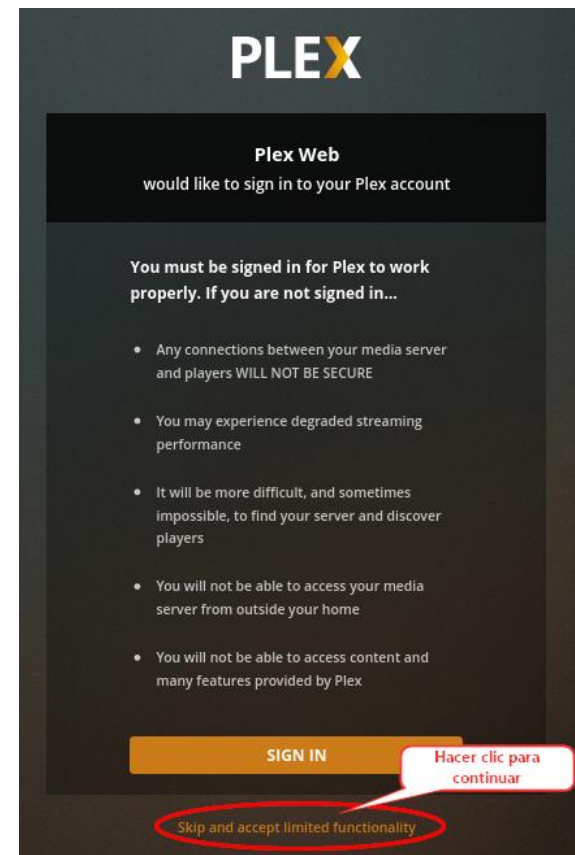 PLEX
Plex Web
would like to sign in to your Plex account
You must be signed in for Plex to work
properly. If you are not signed in...
• Any connections between your media server
and players WILL NOT BE SECURE
• You may experience degraded streaming
performance
• It will be more difficult, and sometimes
impossible, to find your server and discover
players
• You will not be able to access your media
server from outside your home
• You will not be able to access content and
many features provided by Plex
SIGN IN
Hacer clic para
continuar
Skip and accept limited functionality